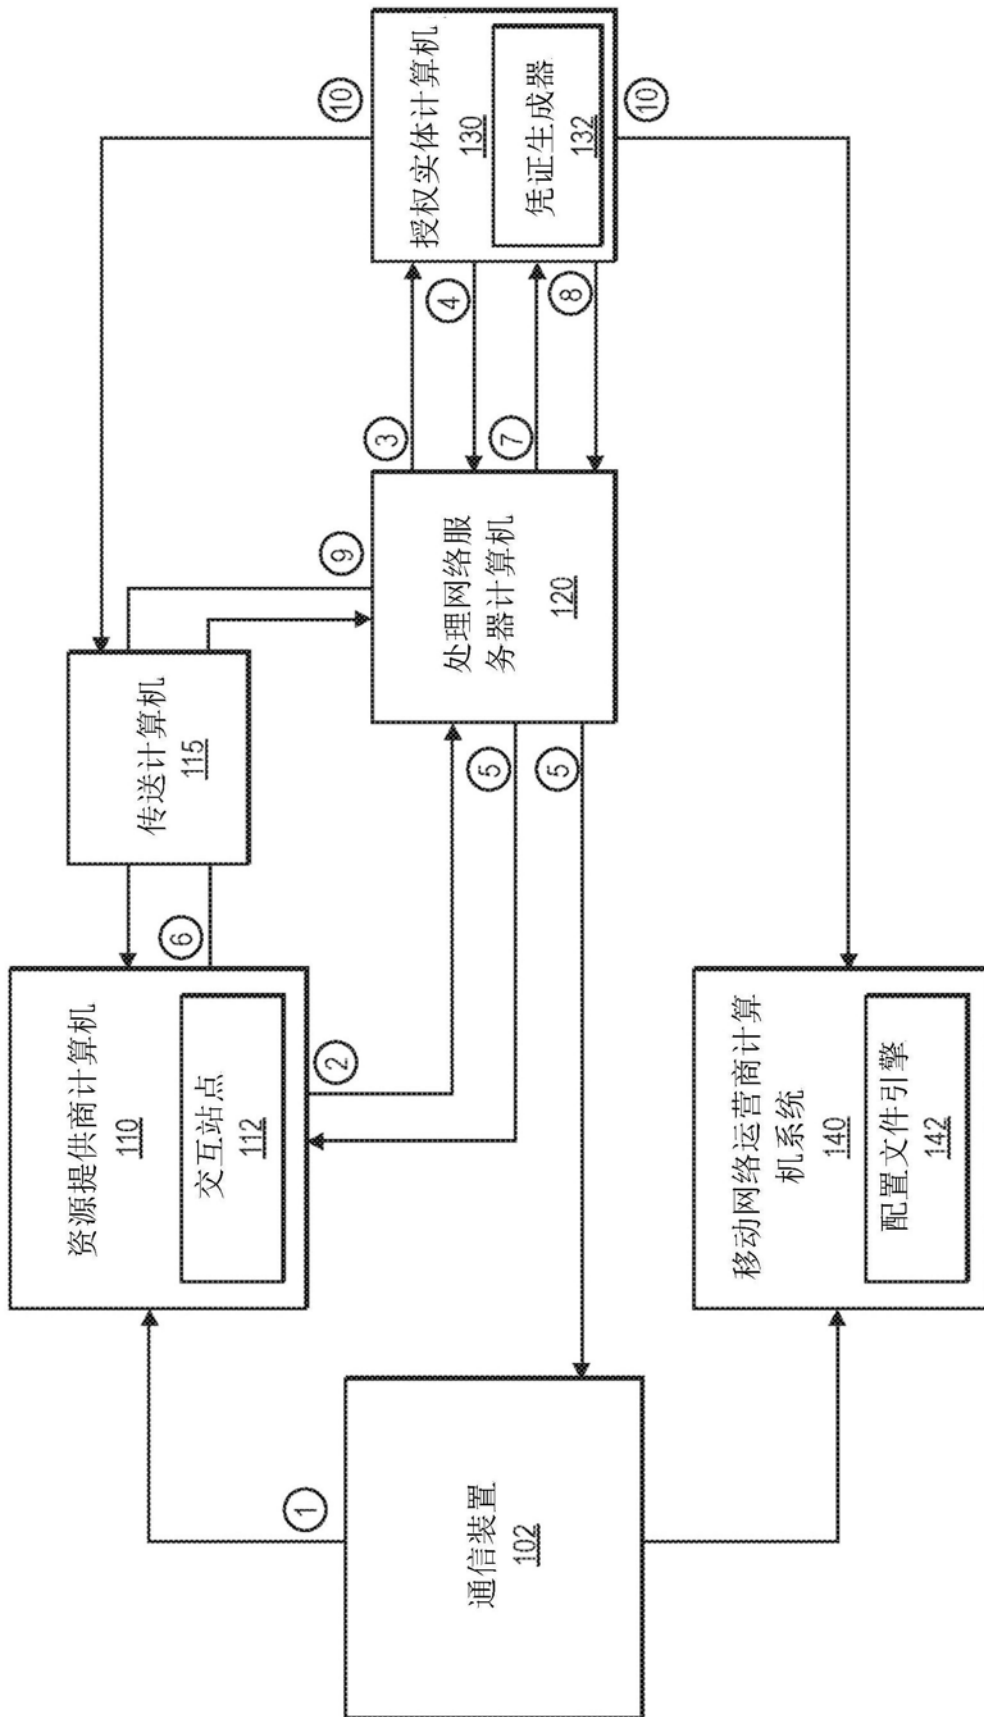 通信装置
102
①
资源提供商计算机
110
交互站点
112
②
⑥
传送计算机
115
⑨
⑤
⑤
处理网络服
务器计算机
120
③
④
⑦
⑧
授权实体计算机
130
凭证生成器
132
⑩
⑩
移动网络运营商计算
机系统
140
配置文件引擎
142